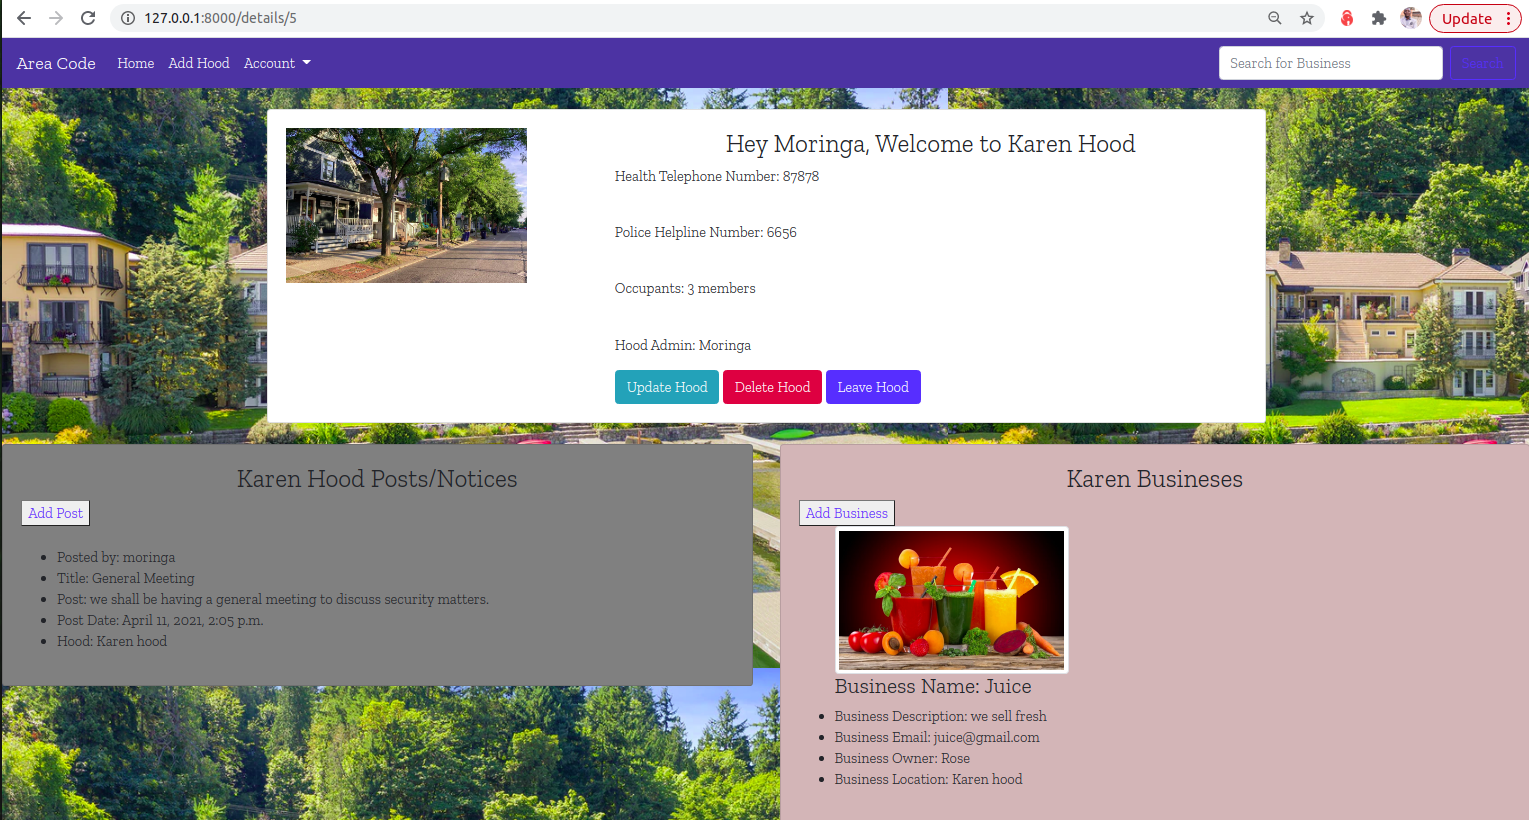 127.0.0.1:8000/details/5
Update
Area Code Home Add Hood Account
Search for Business
Search
Hey Moringa, Welcome to Karen Hood
Health Telephone Number: 87878
Police Helpline Number: 6656
Occupants: 3 members
Hood Admin: Moringa
Update Hood Delete Hood Leave Hood
Karen Hood Posts/Notices
Add Post
Posted by: moringa
Title: General Meeting
Post: we shall be having a general meeting to discuss security matters.
Post Date: April 11, 2021, 2:05 p.m.
Hood: Karen hood
Karen Busineses
Add Business
Business Name: Juice
Business Description: we sell fresh
Business Email: juice@gmail.com
Business Owner: Rose
Business Location: Karen hood